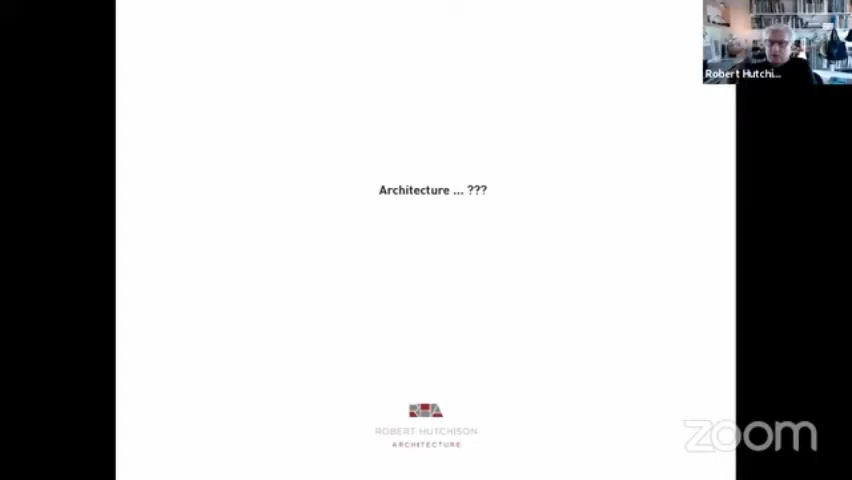 Robert Hutchi...
Architecture ... ???
RHA
ROBERT HUTCHISON
ARCHITECTURE
zoom